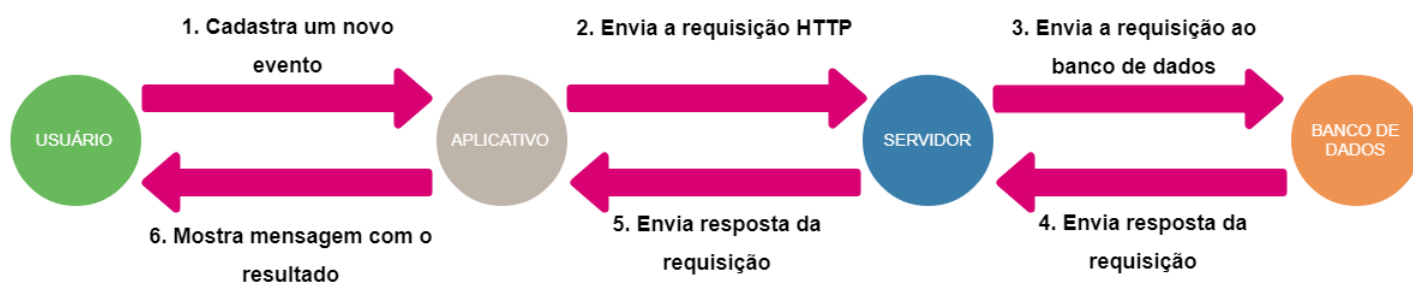 1. Cadastra um novo
evento
2. Envia a requisição HTTP
3. Envia a requisição ao
banco de dados
USUÁRIO
APLICATIVO
SERVIDOR
BANCO DE
DADOS
6. Mostra mensagem com o
resultado
5. Envia resposta da
requisição
4. Envia resposta da
requisição